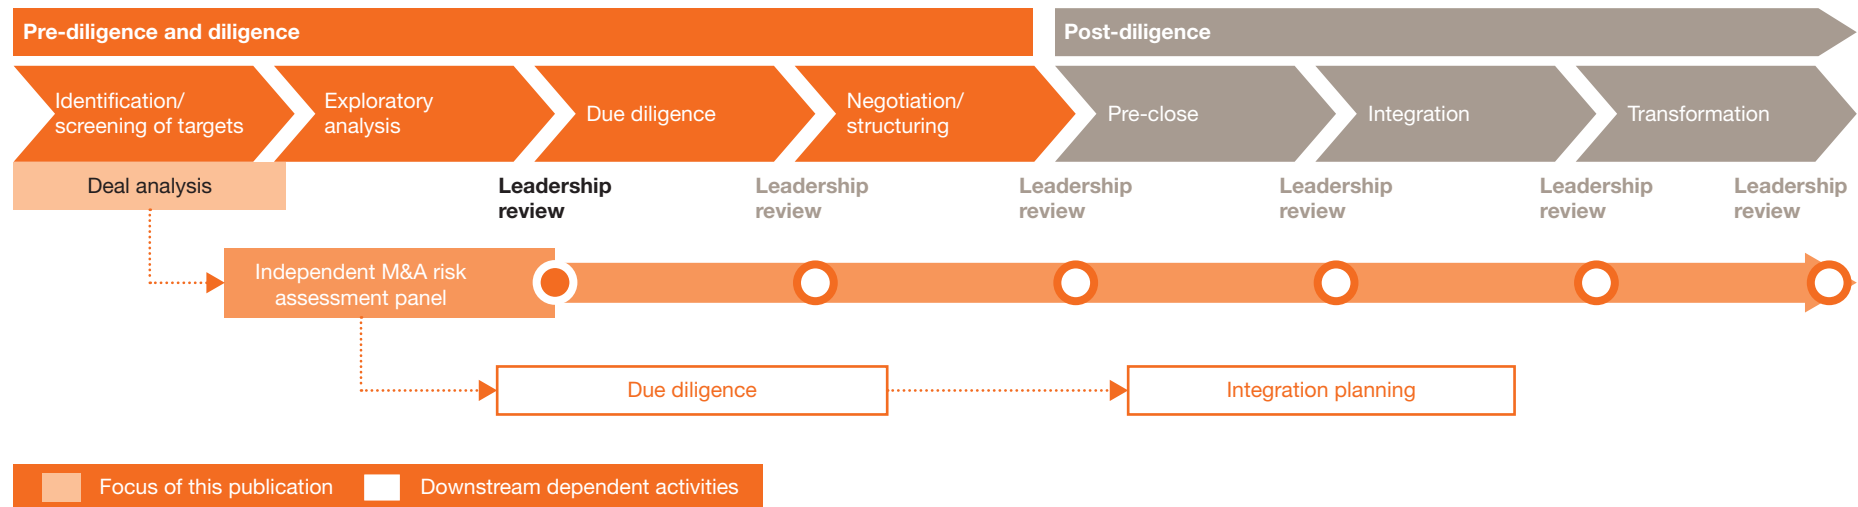 Pre-diligence and diligence
Post-diligence
Identification/
screening of targets
Exploratory
analysis
Due diligence
Negotiation/
structuring
Pre-close
Integration
Transformation
Deal analysis
Leadership
review
Leadership
review
Leadership
review
Leadership
review
Leadership
review
Leadership
review
Independent M&A risk
assessment panel
Due diligence
Integration planning
Focus of this publication
Downstream dependent activities